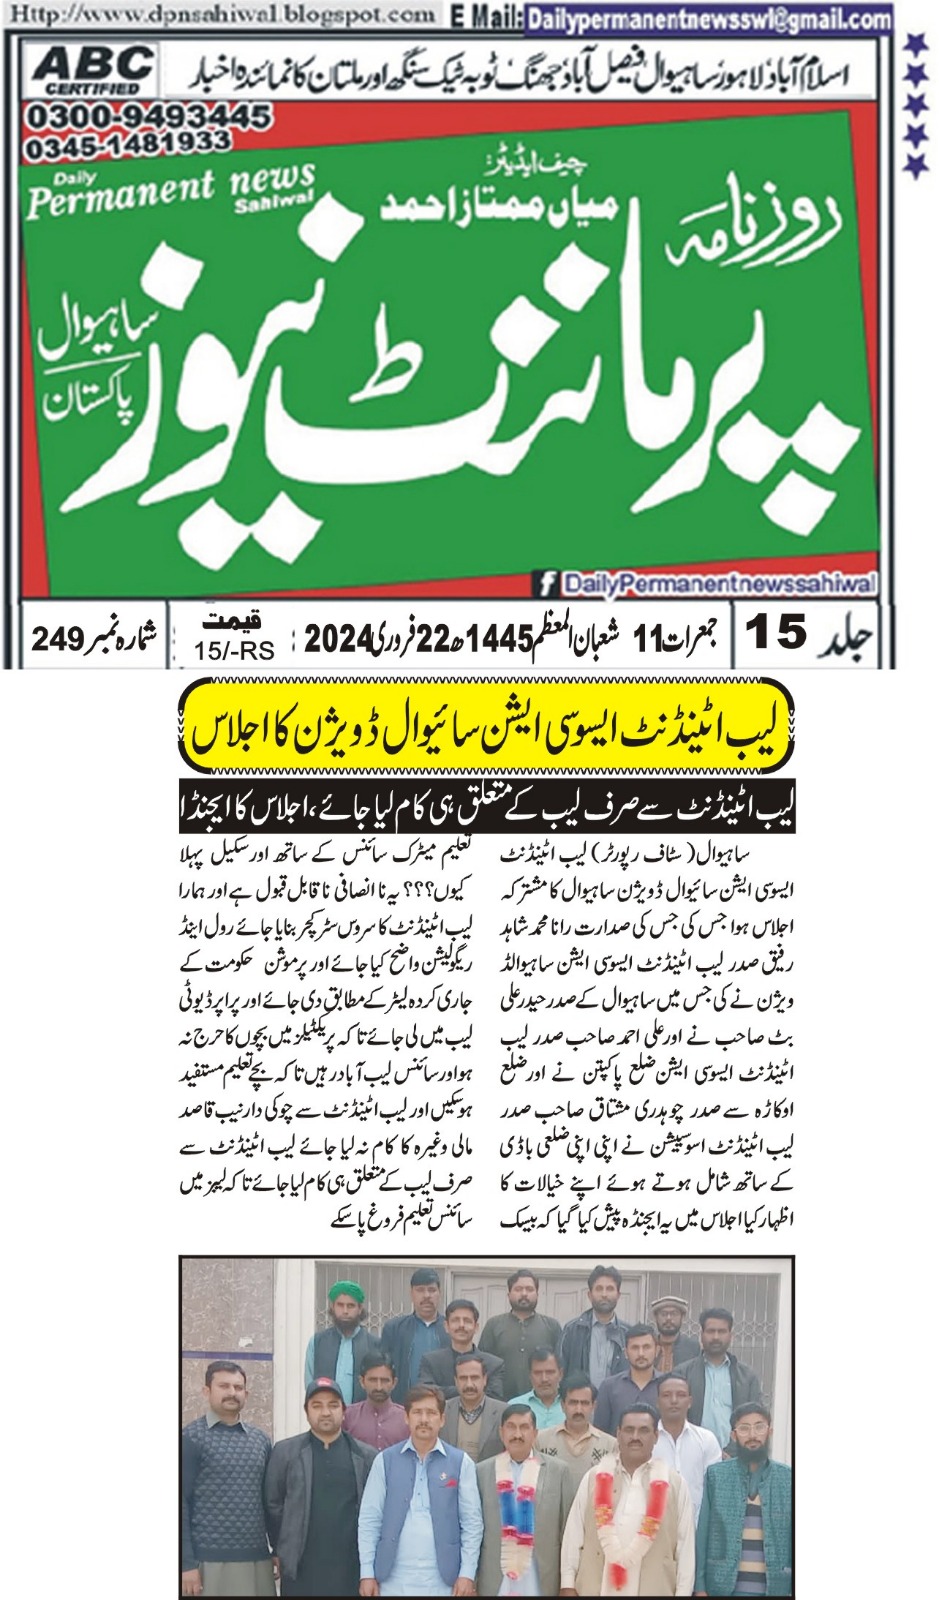 Http://www.dpnsahiwal.blogspot.com E Mail:Dailypermanentnewsswl@gmail.com
ABC
CERTIFIED
اسلام آباد، لاہور، ساہیوال، فیصل آباد، جھنگ، ٹوبہ ٹیک سنگھ اور ملتان کا نمائندہ اخبار
0300-9493445
0345-1481933
Daily
Permanent news
Sahiwal
چیف ایڈیٹر:
میاں ممتاز احمد
روزنامہ
پرماننٹ نیوز
ساہیوال
پاکستان
DailyPermanentnewssahiwal
جلد 15
جمعرات 11 شعبان المعظم 1445ھ 22 فروری 2024
قیمت
15/-RS
شمارہ نمبر 249
لیب اٹینڈنٹ ایسوسی ایشن سائیوال ڈویژن کا اجلاس
لیب اٹینڈنٹ سے صرف لیب کے متعلق ہی کام لیا جائے، اجلاس کا ایجنڈا
ساہیوال (سٹاف رپورٹر) لیب اٹینڈنٹ
ایسوسی ایشن سائیوال ڈویژن ساہیوال کا مشترکہ
اجلاس ہوا جس کی جس کی صدارت رانا محمد شاہد
رفیق صدر لیب اٹینڈنٹ ایسوسی ایشن ساہیوالڈ
ویژن نے کی جس میں ساہیوال کے صدر حیدر علی
بٹ صاحب نے اور علی احمد صاحب صدر لیب
اٹینڈنٹ ایسوسی ایشن ضلع پاکپتن نے اور ضلع
اوکاڑہ سے صدر چوہدری مشتاق صاحب صدر
لیب اٹینڈنٹ اسوسیشن نے اپنی اپنی ضلعی باڈی
کے ساتھ شامل ہوتے ہوئے اپنے خیالات کا
اظہار کیا اجلاس میں یہ ایجنڈہ پیش کیا گیا کہ بیسک
تعلیم میٹرک سائنس کے ساتھ اور سکیل پہلا
کیوں؟؟؟ یہ نا انصافی نا قابل قبول ہے اور ہمارا
لیب اٹینڈنٹ کا سروس سٹرکچر بنایا جائے رول اینڈ
ریگولیشن واضح کیا جائے اور پرموشن حکومت کے
جاری کردہ لیٹر کے مطابق دی جائے اور پراپر ڈیوٹی
لیب میں لی جائے تاکہ پریکٹیکلز میں بچوں کا حرج نہ
ہو اور سائنس لیب آباد رہیں تاکہ بچے تعلیم مستفید
ہوسکیں اور لیب اٹینڈنٹ سے چوکی دار نیب قاصد
مالی وغیرہ کا کام نہ لیا جائے لیب اٹینڈنٹ سے
صرف لیب کے متعلق ہی کام لیا جائے تاکہ لیبز میں
سائنس تعلیم فروغ پا سکے